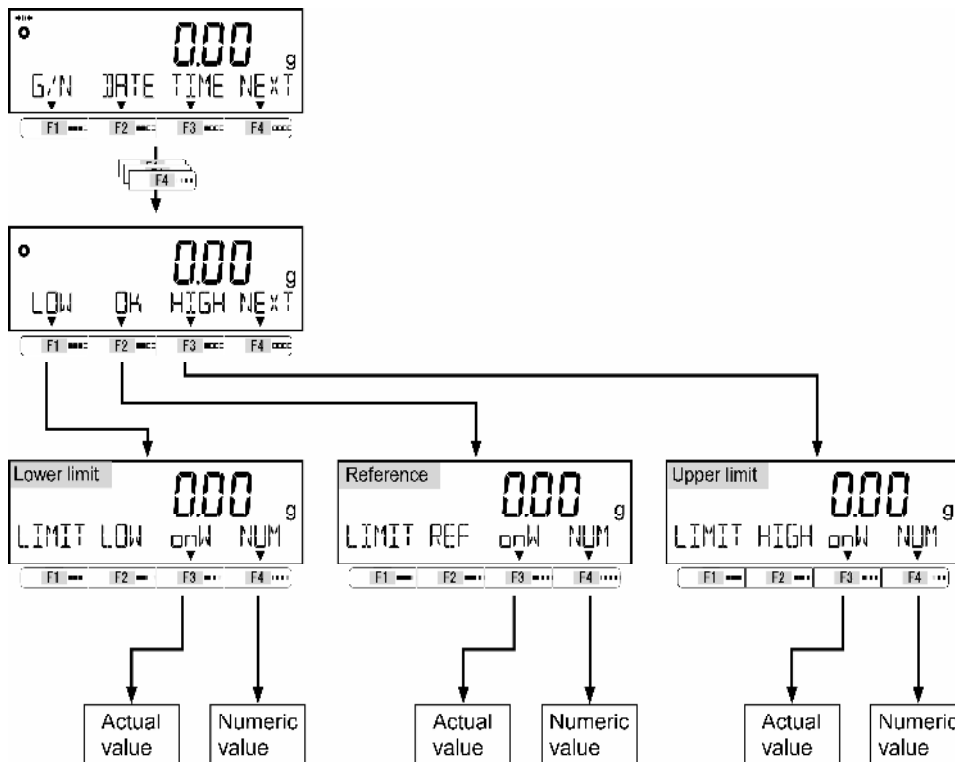 →0←
0.00 g
G/N DATE TIME NEXT
F1 F2 F3 F4
F4
0.00 g
LOW OK HIGH NEXT
F1 F2 F3 F4
Lower limit 0.00 g
LIMIT LOW onW NUM
F1 F2 F3 F4
Reference 0.00 g
LIMIT REF onW NUM
F1 F2 F3 F4
Upper limit 0.00 g
LIMIT HIGH onW NUM
F1 F2 F3 F4
Actual
value
Numeric
value
Actual
value
Numeric
value
Actual
value
Numeric
value